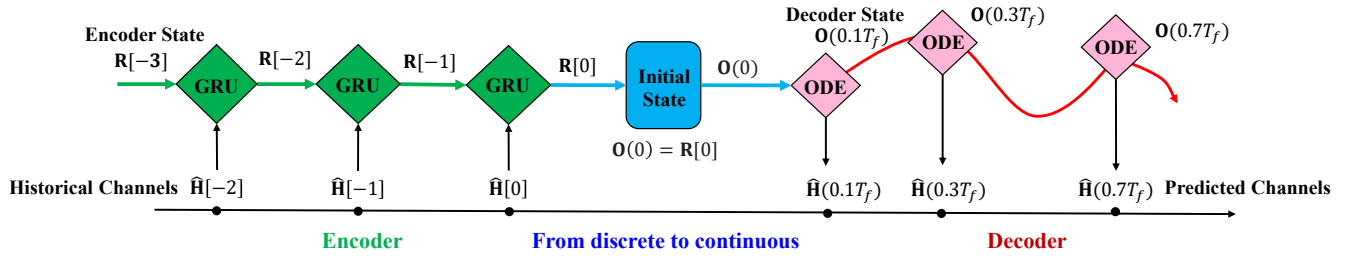 Encoder State
R[−3]
GRU
R[−2]
GRU
R[−1]
GRU
R[0]
Initial
State
O(0) = R[0]
O(0)
Decoder State
O(0.1T_f)
ODE
O(0.3T_f)
ODE
O(0.7T_f)
ODE
Historical Channels
Ĥ[−2]
Ĥ[−1]
Ĥ[0]
Ĥ(0.1T_f)
Ĥ(0.3T_f)
Ĥ(0.7T_f)
Predicted Channels
Encoder
From discrete to continuous
Decoder